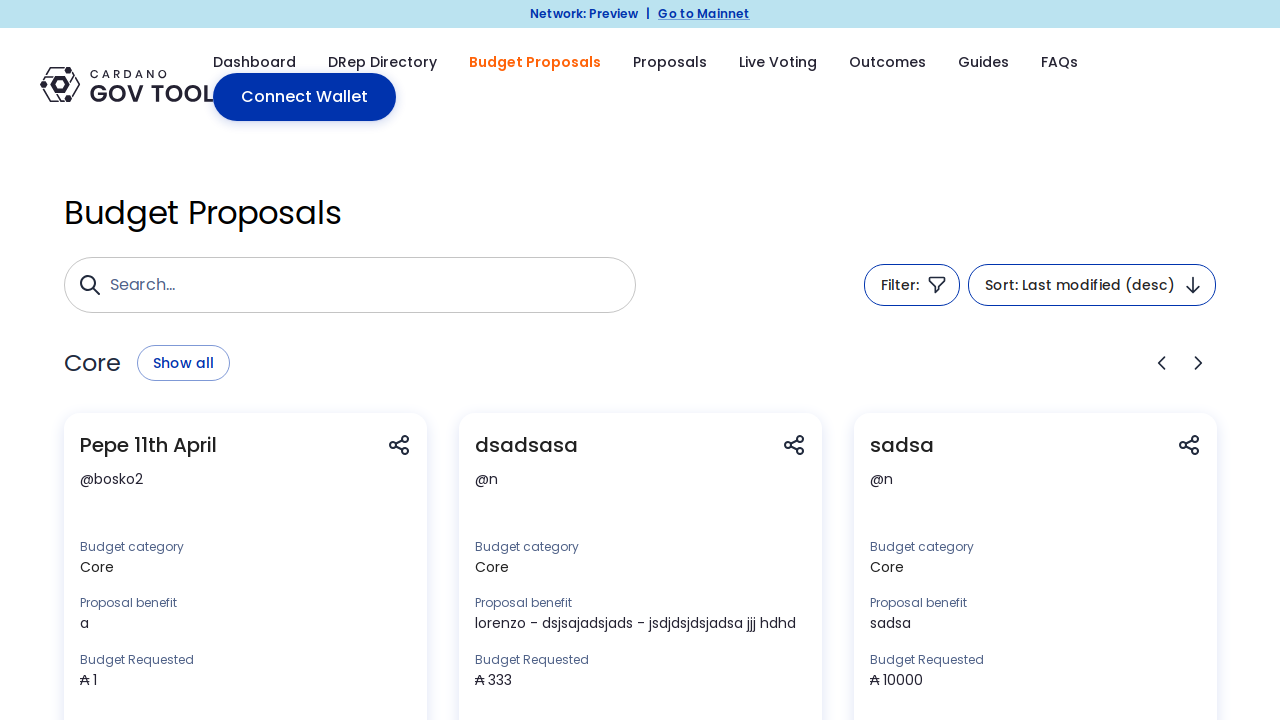 Network: Preview | Go to Mainnet
CARDANO
GOV TOOL
Dashboard DRep Directory Budget Proposals Proposals Live Voting Outcomes Guides FAQs
Connect Wallet
Budget Proposals
Search...
Filter:
Sort: Last modified (desc)
Core
Show all
Pepe 11th April
@bosko2
Budget category
Core
Proposal benefit
a
Budget Requested
₳ 1
dsadsasa
@n
Budget category
Core
Proposal benefit
lorenzo - dsjsajadsjads - jsdjdsjdsjadsa jjj hdhd
Budget Requested
₳ 333
sadsa
@n
Budget category
Core
Proposal benefit
sadsa
Budget Requested
₳ 10000